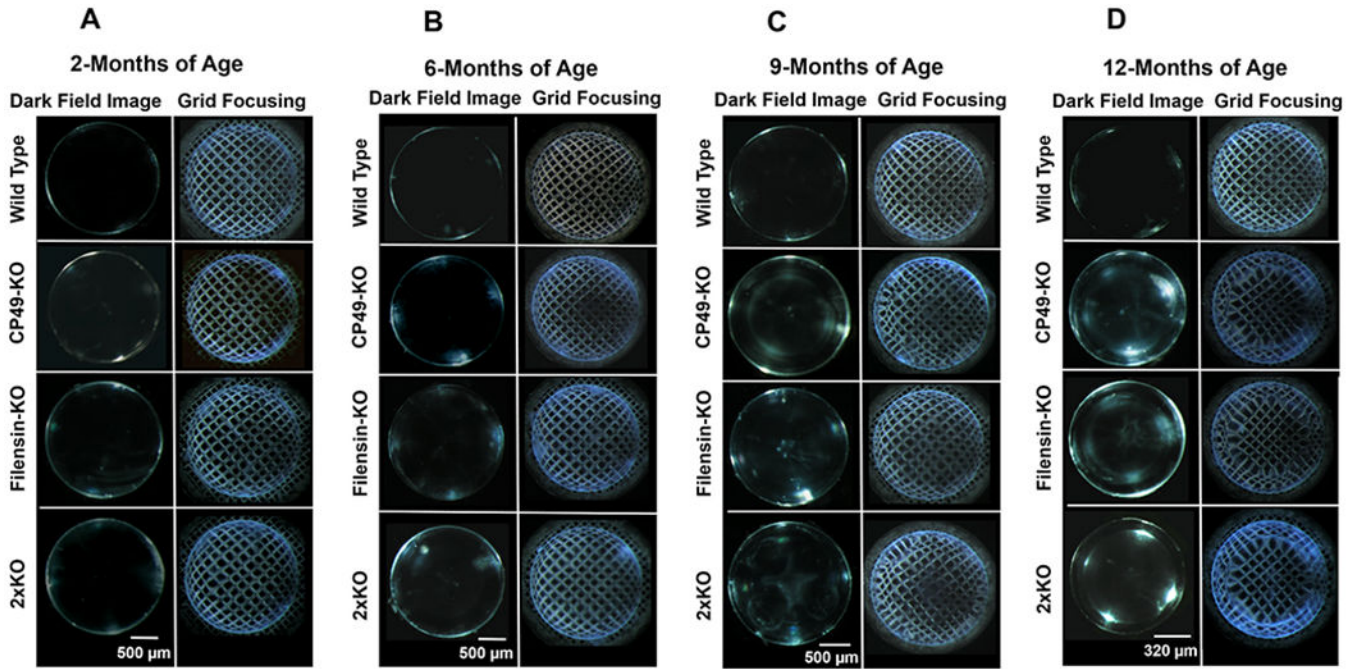 A
2-Months of Age
Dark Field Image Grid Focusing
Wild Type
CP49-KO
Filensin-KO
2xKO
500 µm
B
6-Months of Age
Dark Field Image Grid Focusing
Wild Type
CP49-KO
Filensin-KO
2xKO
500 µm
C
9-Months of Age
Dark Field Image Grid Focusing
Wild Type
CP49-KO
Filensin-KO
2xKO
500 µm
D
12-Months of Age
Dark Field Image Grid Focusing
Wild Type
CP49-KO
Filensin-KO
2xKO
320 µm